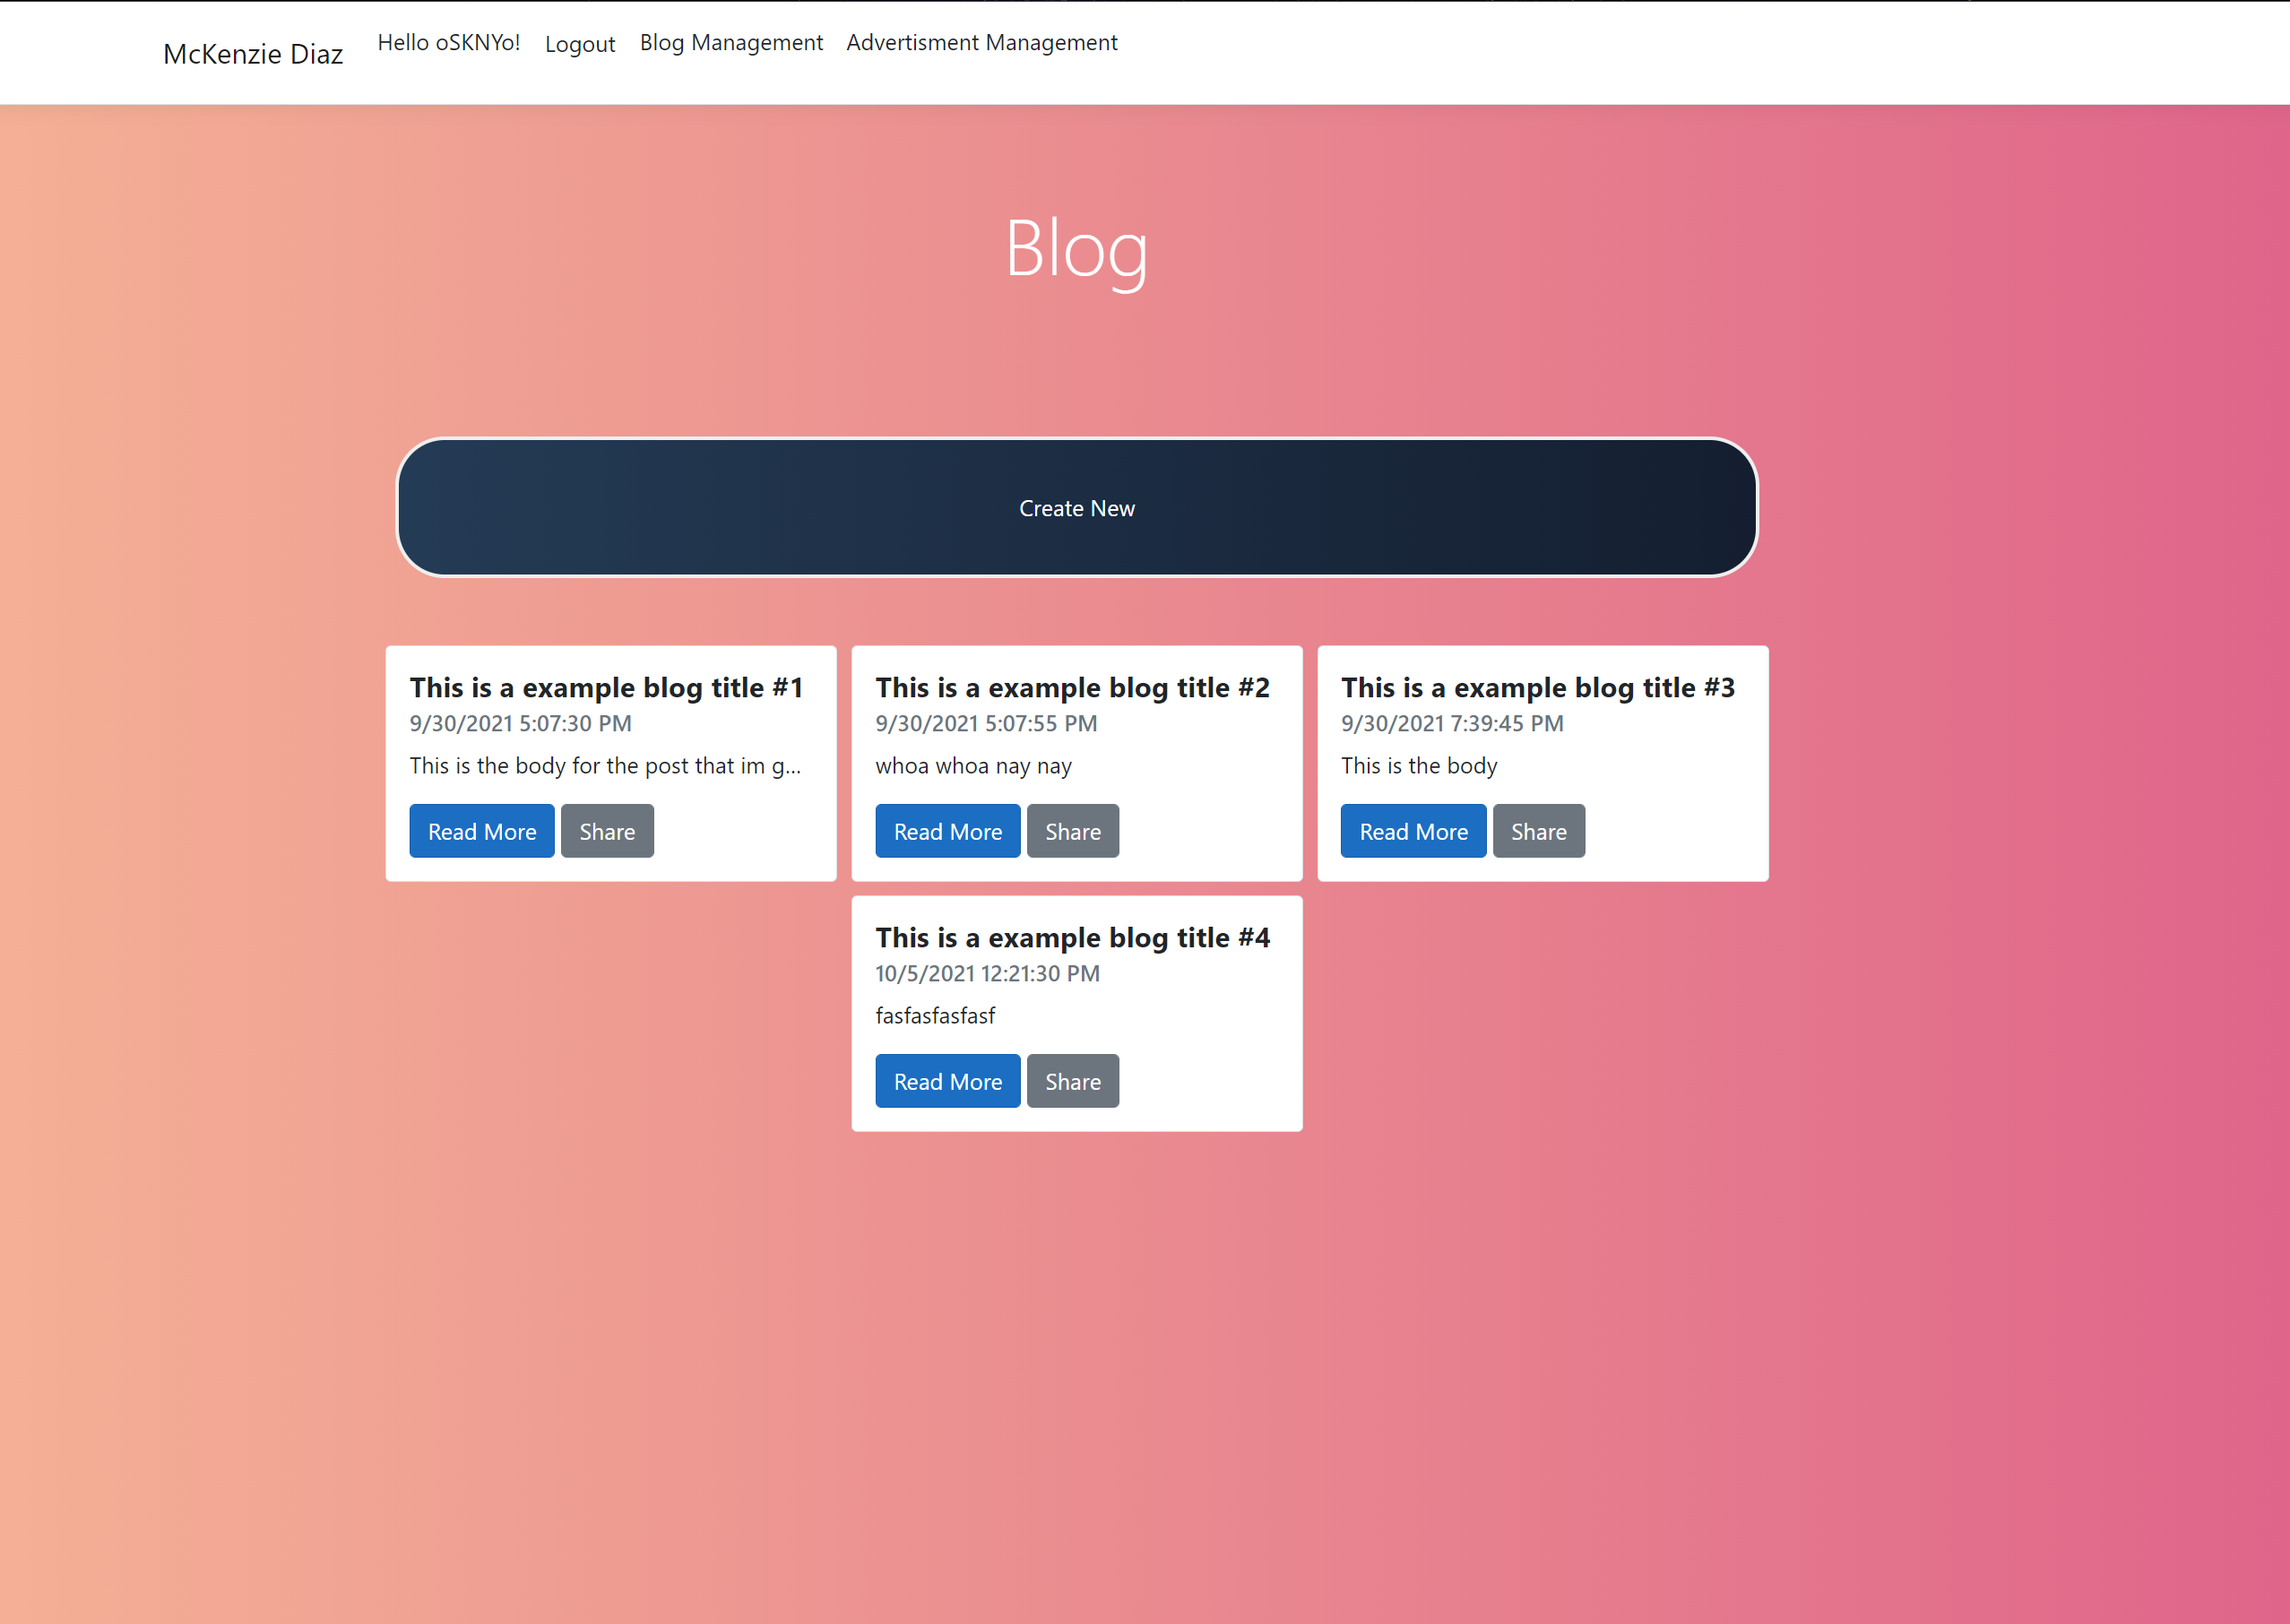 McKenzie Diaz
Hello oSKNYo!
Logout
Blog Management
Advertisment Management
Blog
Create New
This is a example blog title #1
9/30/2021 5:07:30 PM
This is the body for the post that im g...
Read More
Share
This is a example blog title #2
9/30/2021 5:07:55 PM
whoa whoa nay nay
Read More
Share
This is a example blog title #3
9/30/2021 7:39:45 PM
This is the body
Read More
Share
This is a example blog title #4
10/5/2021 12:21:30 PM
fasfasfasfasf
Read More
Share